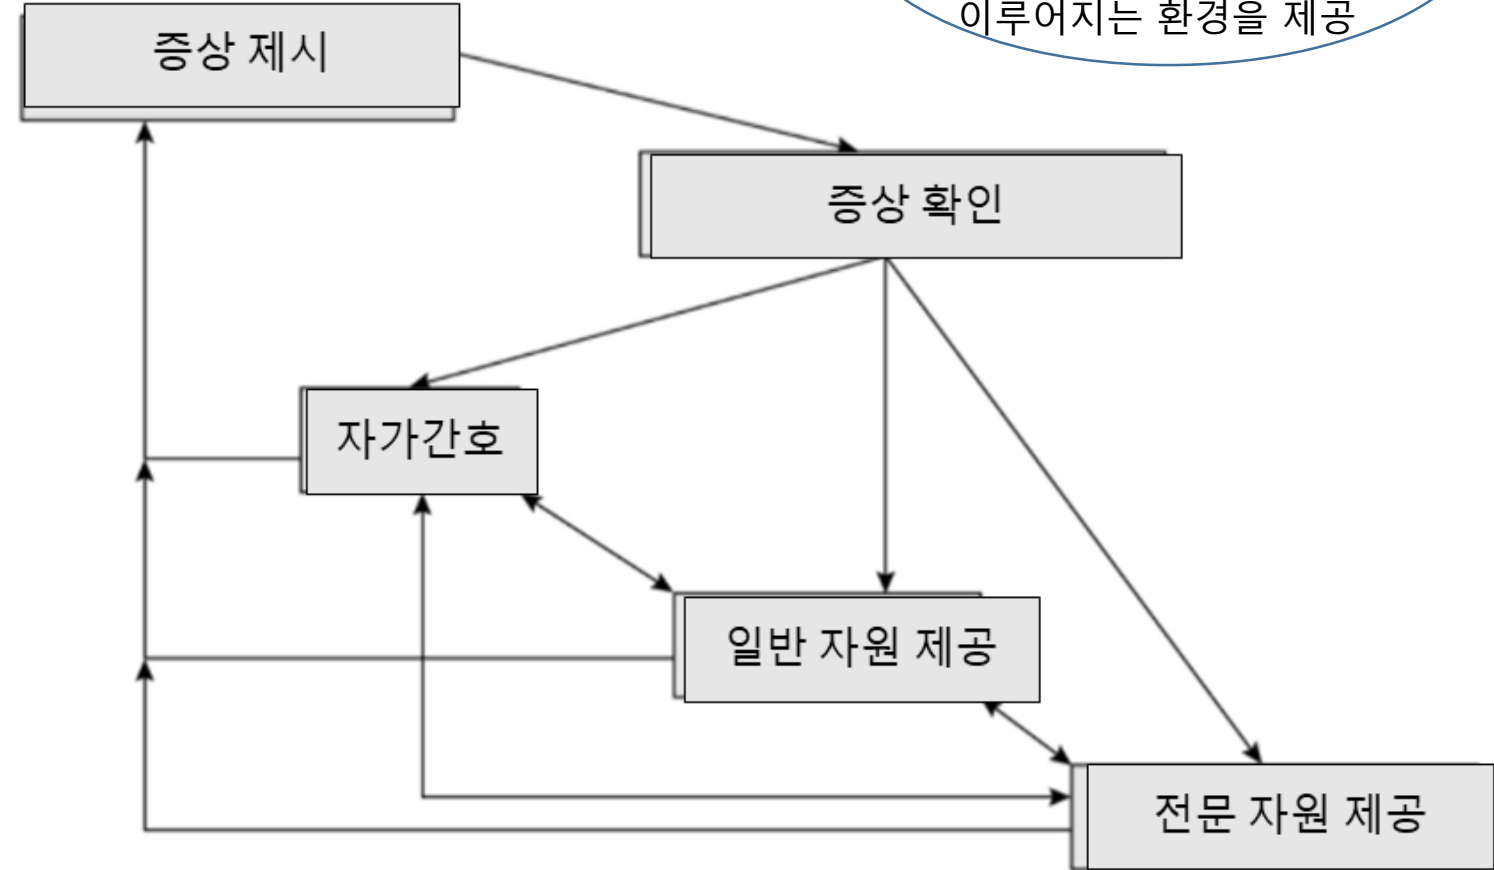 이루어지는 환경을 제공
증상 제시
증상 확인
자가간호
일반 자원 제공
전문 자원 제공